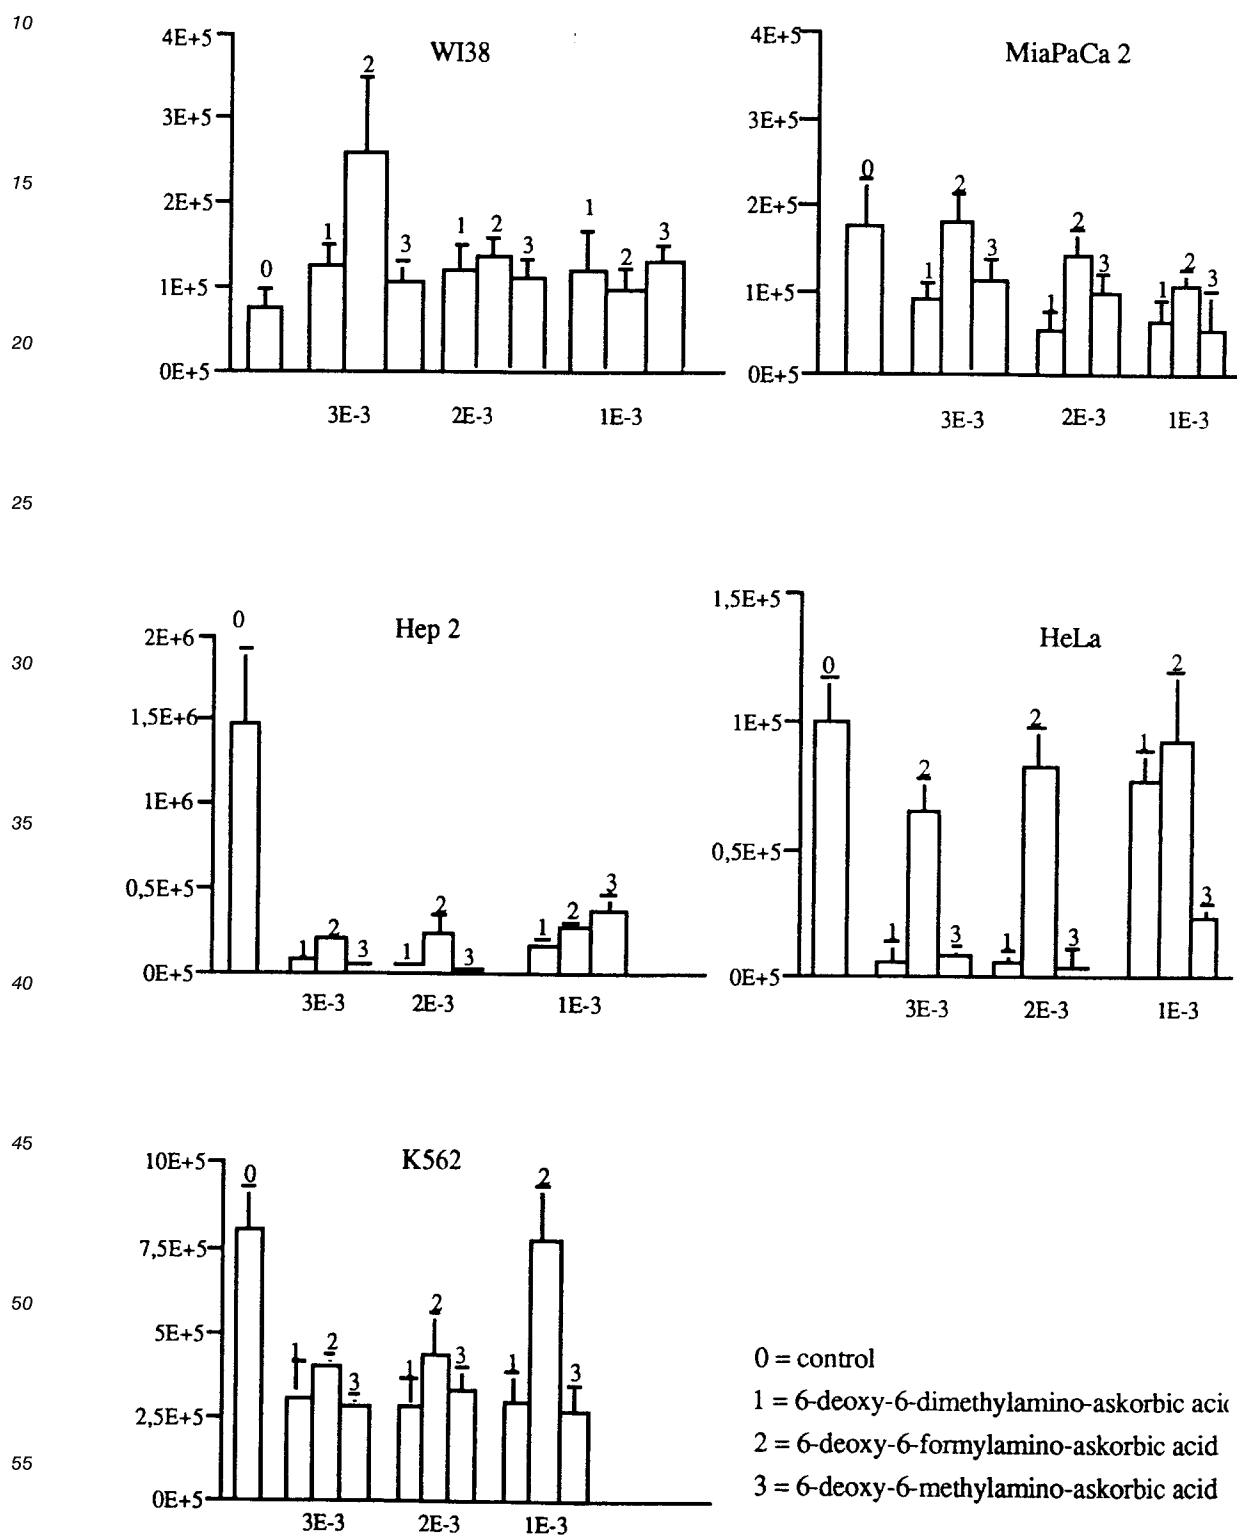 10
WI38
4E+5
3E+5
2E+5
1E+5
0E+5
0
1
2
3
1
2
3
1
2
3
3E-3
2E-3
1E-3
MiaPaCa 2
4E+5
3E+5
2E+5
1E+5
0E+5
0
1
2
3
1
2
3
1
2
3
3E-3
2E-3
1E-3
15
20
25
Hep 2
2E+6
1,5E+6
1E+6
0,5E+5
0E+5
0
1
2
3
1
2
3
1
2
3
3E-3
2E-3
1E-3
HeLa
1,5E+5
1E+5
0,5E+5
0E+5
0
1
2
3
1
2
3
1
2
3
3E-3
2E-3
1E-3
30
35
40
45
K562
10E+5
7,5E+5
5E+5
2,5E+5
0E+5
0
1
2
3
1
2
3
1
2
3
3E-3
2E-3
1E-3
50
55
0 = control
1 = 6-deoxy-6-dimethylamino-askorbic acid
2 = 6-deoxy-6-formylamino-askorbic acid
3 = 6-deoxy-6-methylamino-askorbic acid